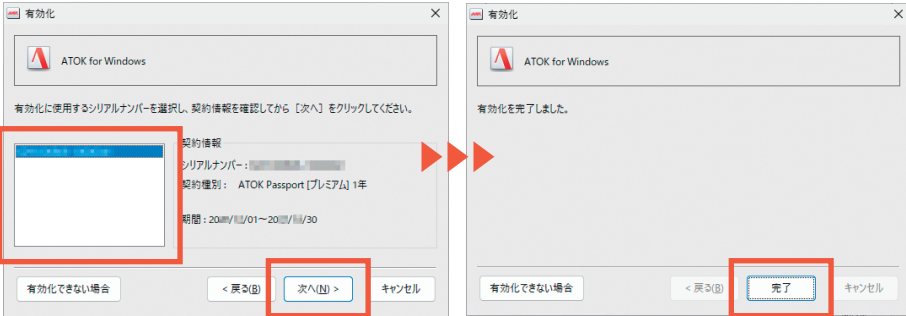 有効化
ATOK for Windows
有効化に使用するシリアルナンバーを選択し、契約情報を確認してから［次へ］をクリックしてください。
契約情報
シリアルナンバー：
契約種別： ATOK Passport [プレミアム] 1年
期間：20 / /01～20 / /30
有効化できない場合
< 戻る(B)
次へ(N) >
キャンセル
有効化
ATOK for Windows
有効化を完了しました。
有効化できない場合
< 戻る(B)
完了
キャンセル